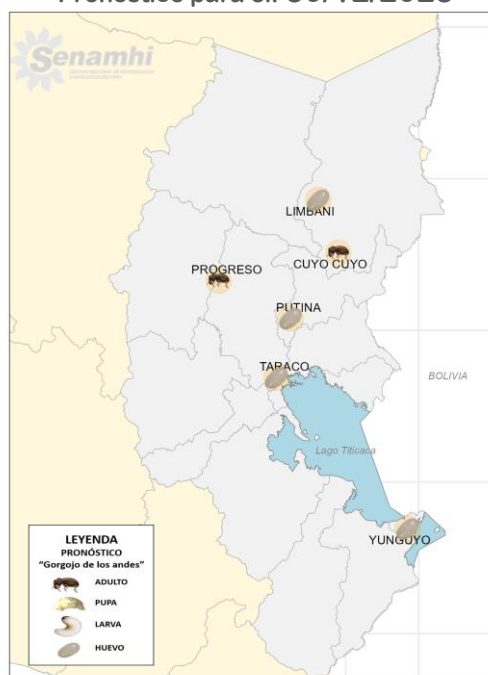 Senamhi
LIMBANI
CUYO CUYO
PROGRESO
PUTINA
TARACO
BOLIVIA
Lago Titicaca
YUNGUYO
LEYENDA
PRONÓSTICO
"Gorgojo de los andes"
ADULTO
PUPA
LARVA
HUEVO